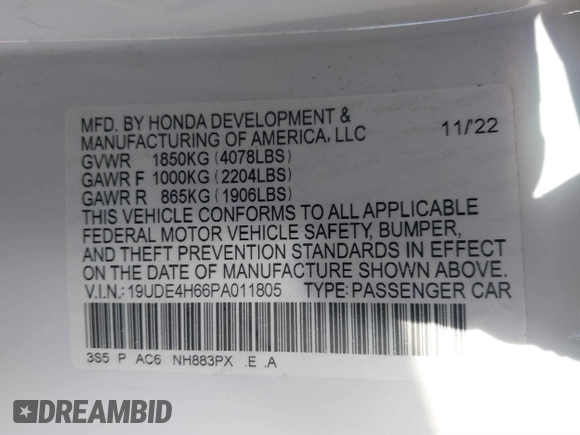 MFD. BY HONDA DEVELOPMENT &
MANUFACTURING OF AMERICA, LLC 11/'22
GVWR 1850KG (4078LBS)
GAWR F 1000KG (2204LBS)
GAWR R 865KG (1906LBS)
THIS VEHICLE CONFORMS TO ALL APPLICABLE
FEDERAL MOTOR VEHICLE SAFETY, BUMPER,
AND THEFT PREVENTION STANDARDS IN EFFECT
ON THE DATE OF MANUFACTURE SHOWN ABOVE.
V.I.N.:19UDE4H66PA011805 TYPE:PASSENGER CAR
3S5 P AC6 NH883PX .E .A
DREAMBID